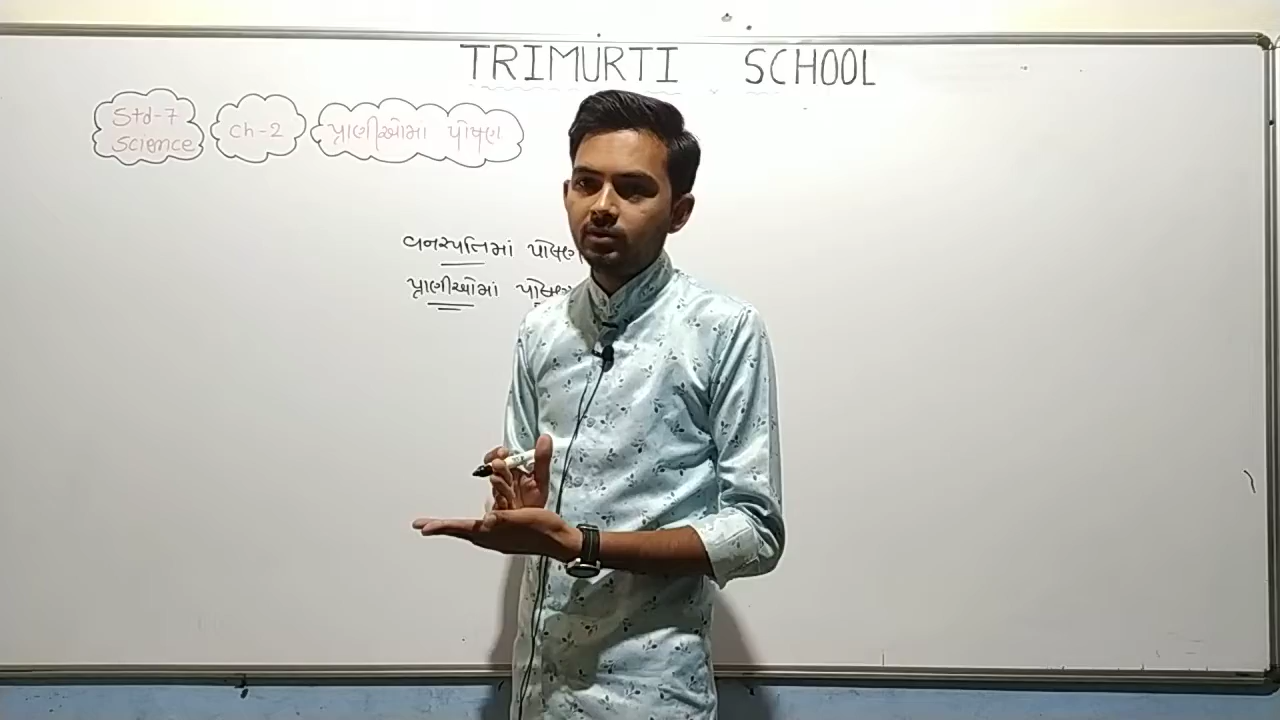 TRIMURTI SCHOOL
Std-7 Science
Ch-2
પ્રાણીઓમાં પોષણ
વનસ્પતિમાં પોષણ
પ્રાણીઓમાં